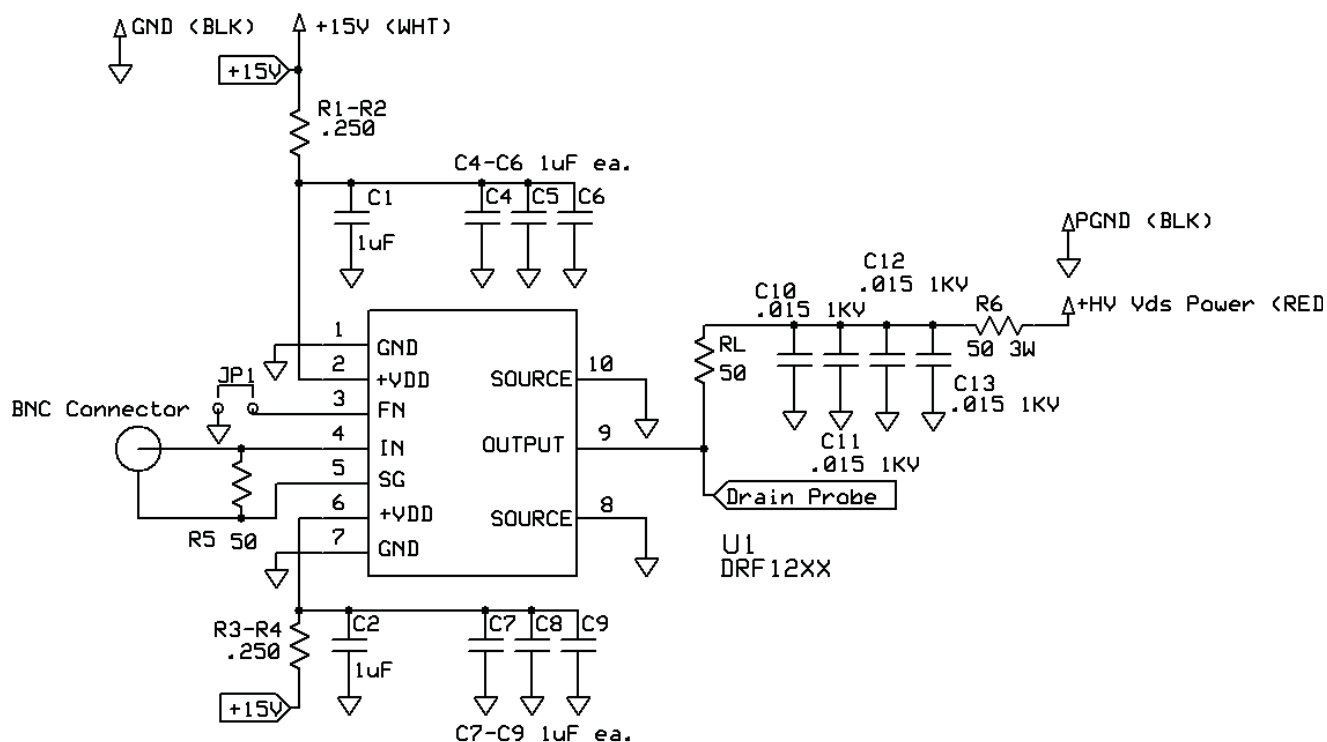 GND (BLK)
+15V (WHT)
+15V
R1-R2
.250
C4-C6 1uF ea.
C1
C4
C5
C6
1uF
PGND (BLK)
C12
.015 1KV
C10
.015 1KV
R6
+HV Vds Power (RED
50 3W
RL
50
C13
.015 1KV
C11
.015 1KV
1
GND
2
+VDD
JP1
3
FN
BNC Connector
4
IN
5
SG
6
+VDD
7
GND
R5 50
SOURCE
10
OUTPUT
9
SOURCE
8
Drain Probe
U1
DRF12XX
R3-R4
.250
C2
C7
C8
C9
1uF
+15V
C7-C9 1uF ea.